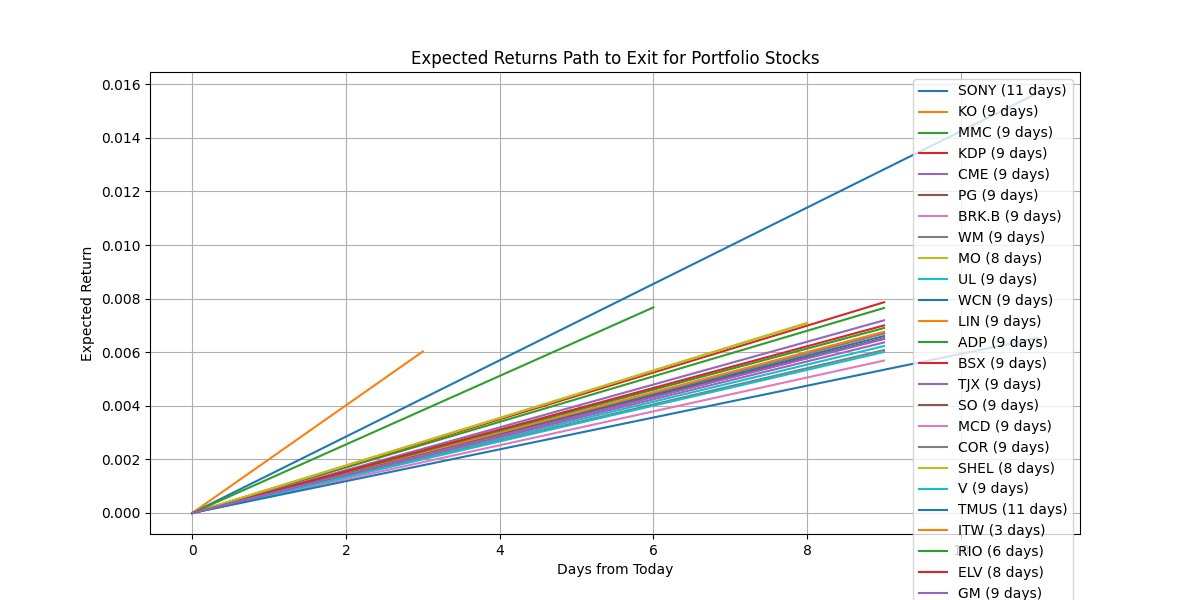 Expected Returns Path to Exit for Portfolio Stocks
Expected Return
0.016
0.014
0.012
0.010
0.008
0.006
0.004
0.002
0.000
0
2
4
6
8
Days from Today
SONY (11 days)
KO (9 days)
MMC (9 days)
KDP (9 days)
CME (9 days)
PG (9 days)
BRK.B (9 days)
WM (9 days)
MO (8 days)
UL (9 days)
WCN (9 days)
LIN (9 days)
ADP (9 days)
BSX (9 days)
TJX (9 days)
SO (9 days)
MCD (9 days)
COR (9 days)
SHEL (8 days)
V (9 days)
TMUS (11 days)
ITW (3 days)
RIO (6 days)
ELV (8 days)
GM (9 days)